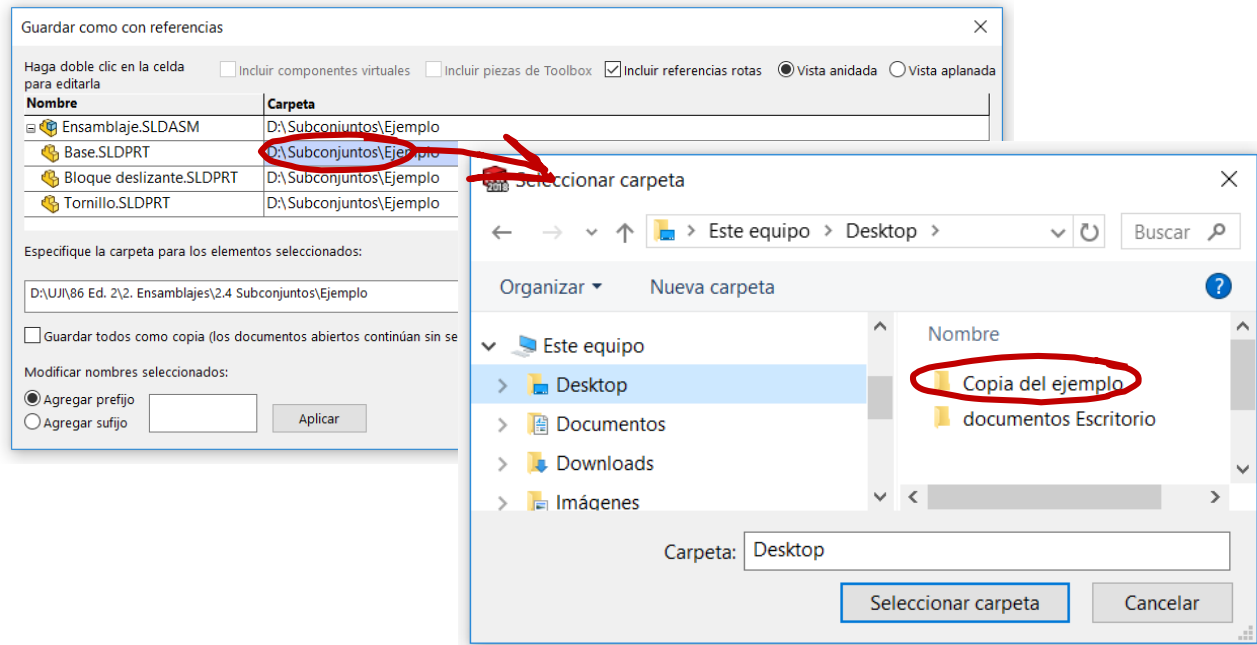 Guardar como con referencias
Haga doble clic en la celda
para editarla
Incluir componentes virtuales Incluir piezas de Toolbox Incluir referencias rotas Vista anidada Vista aplanada
Nombre Carpeta
Ensamblaje.SLDASM D:\Subconjuntos\Ejemplo
Base.SLDPRT D:\Subconjuntos\Ejemplo
Bloque deslizante.SLDPRT D:\Subconjuntos\Ejemplo
Tornillo.SLDPRT D:\Subconjuntos\Ejemplo
Especifique la carpeta para los elementos seleccionados:
D:\UJI\86 Ed. 2\2. Ensamblajes\2.4 Subconjuntos\Ejemplo
Guardar todos como copia (los documentos abiertos continúan sin se
Modificar nombres seleccionados:
Agregar prefijo
Agregar sufijo
Aplicar
2018
Seleccionar carpeta
Este equipo > Desktop >
Buscar
Organizar
Nueva carpeta
?
Este equipo
Desktop
Documentos
Downloads
Imágenes
Nombre
Copia del ejemplo
documentos Escritorio
Carpeta: Desktop
Seleccionar carpeta
Cancelar